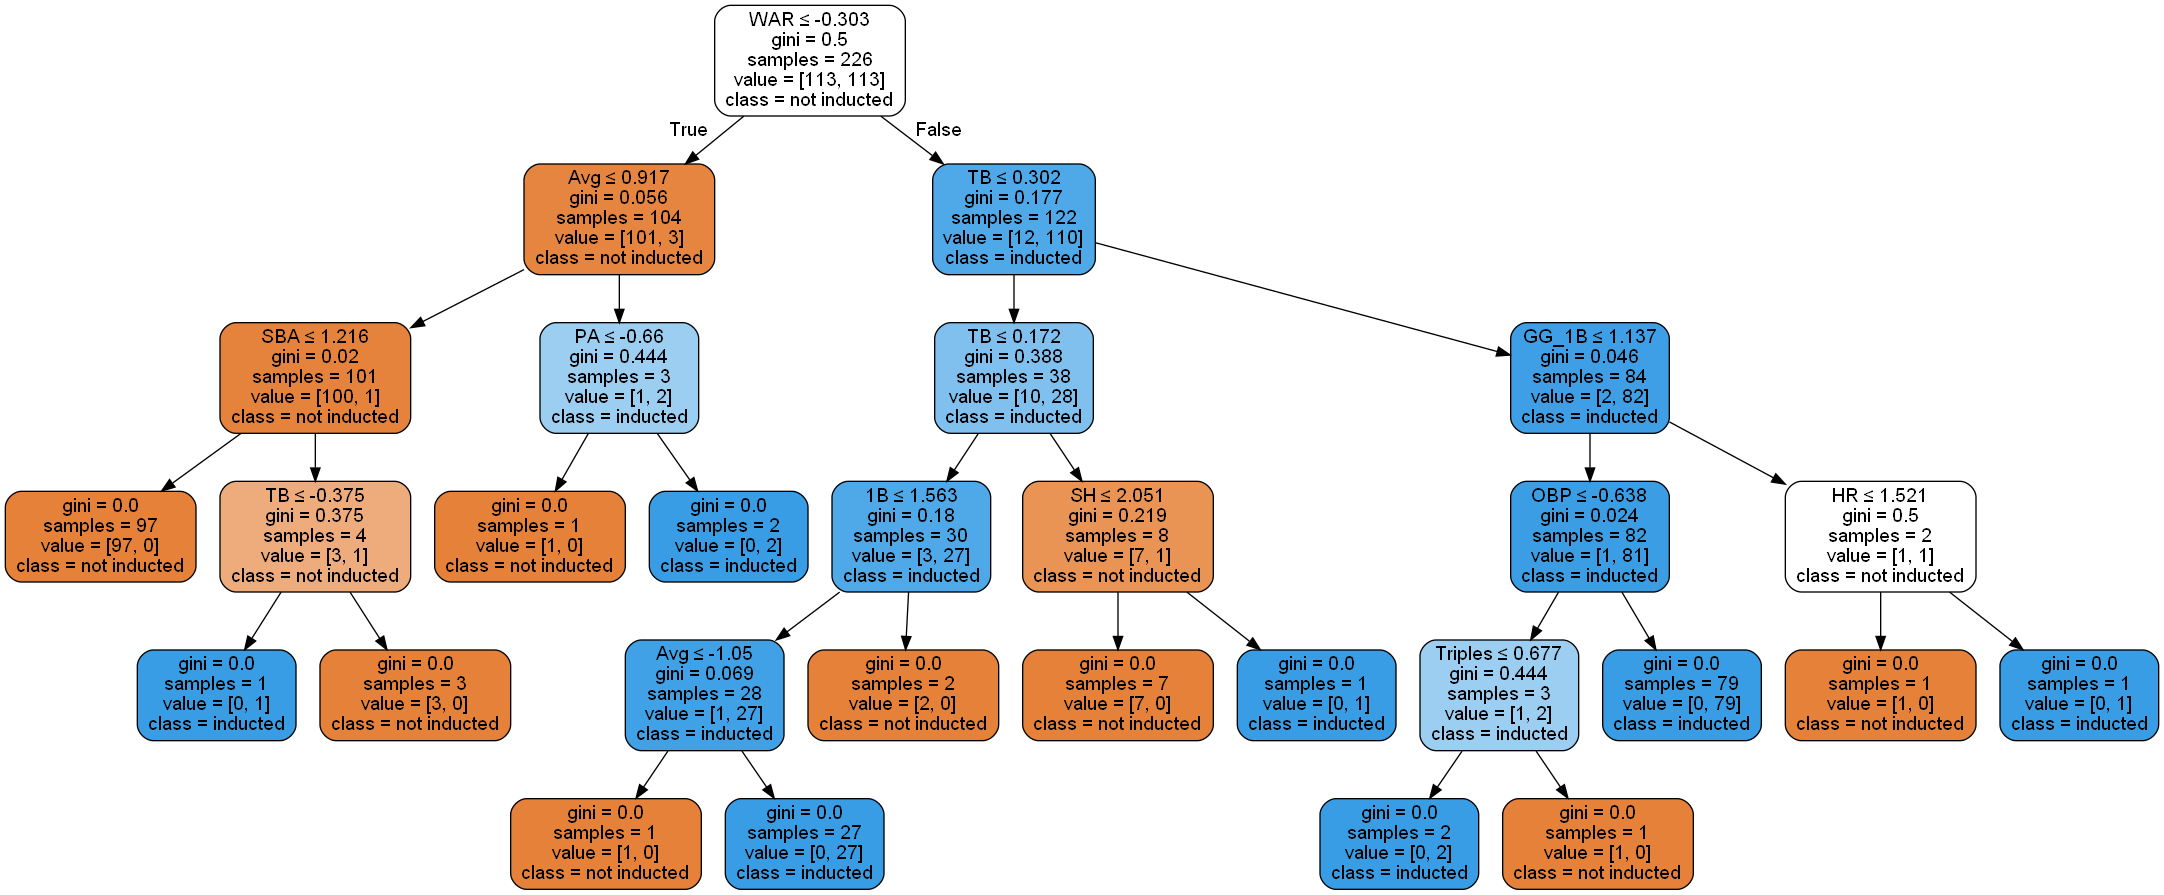 WAR ≤ -0.303
gini = 0.5
samples = 226
value = [113, 113]
class = not inducted
True
False
Avg ≤ 0.917
gini = 0.056
samples = 104
value = [101, 3]
class = not inducted
TB ≤ 0.302
gini = 0.177
samples = 122
value = [12, 110]
class = inducted
SBA ≤ 1.216
gini = 0.02
samples = 101
value = [100, 1]
class = not inducted
PA ≤ -0.66
gini = 0.444
samples = 3
value = [1, 2]
class = inducted
TB ≤ 0.172
gini = 0.388
samples = 38
value = [10, 28]
class = inducted
GG_1B ≤ 1.137
gini = 0.046
samples = 84
value = [2, 82]
class = inducted
gini = 0.0
samples = 97
value = [97, 0]
class = not inducted
TB ≤ -0.375
gini = 0.375
samples = 4
value = [3, 1]
class = not inducted
gini = 0.0
samples = 1
value = [1, 0]
class = not inducted
gini = 0.0
samples = 2
value = [0, 2]
class = inducted
1B ≤ 1.563
gini = 0.18
samples = 30
value = [3, 27]
class = inducted
SH ≤ 2.051
gini = 0.219
samples = 8
value = [7, 1]
class = not inducted
OBP ≤ -0.638
gini = 0.024
samples = 82
value = [1, 81]
class = inducted
HR ≤ 1.521
gini = 0.5
samples = 2
value = [1, 1]
class = not inducted
gini = 0.0
samples = 1
value = [0, 1]
class = inducted
gini = 0.0
samples = 3
value = [3, 0]
class = not inducted
Avg ≤ -1.05
gini = 0.069
samples = 28
value = [1, 27]
class = inducted
gini = 0.0
samples = 2
value = [2, 0]
class = not inducted
gini = 0.0
samples = 7
value = [7, 0]
class = not inducted
gini = 0.0
samples = 1
value = [0, 1]
class = inducted
Triples ≤ 0.677
gini = 0.444
samples = 3
value = [1, 2]
class = inducted
gini = 0.0
samples = 79
value = [0, 79]
class = inducted
gini = 0.0
samples = 1
value = [1, 0]
class = not inducted
gini = 0.0
samples = 1
value = [0, 1]
class = inducted
gini = 0.0
samples = 1
value = [1, 0]
class = not inducted
gini = 0.0
samples = 27
value = [0, 27]
class = inducted
gini = 0.0
samples = 2
value = [0, 2]
class = inducted
gini = 0.0
samples = 1
value = [1, 0]
class = not inducted